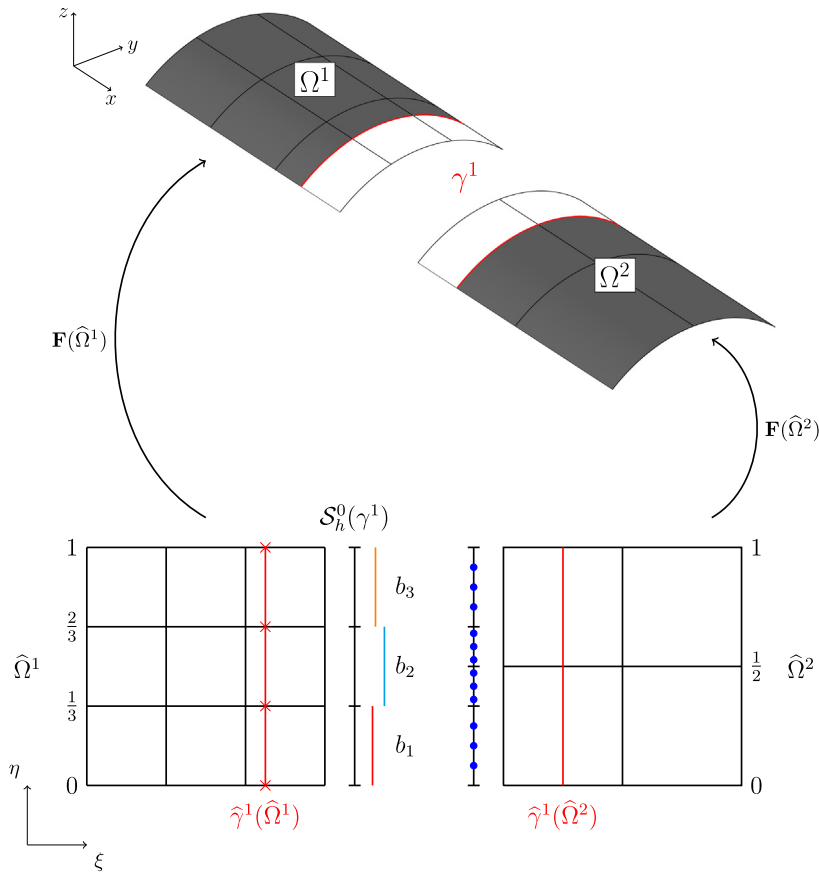 z
y
x
Ω¹
γ¹
Ω²
F(Ω̂¹)
F(Ω̂²)
𝒮ₕ⁰(γ¹)
1
2/3
1/3
0
Ω̂¹
b₃
b₂
b₁
1
1/2
0
Ω̂²
η
ξ
γ̂¹(Ω̂¹)
γ̂¹(Ω̂²)